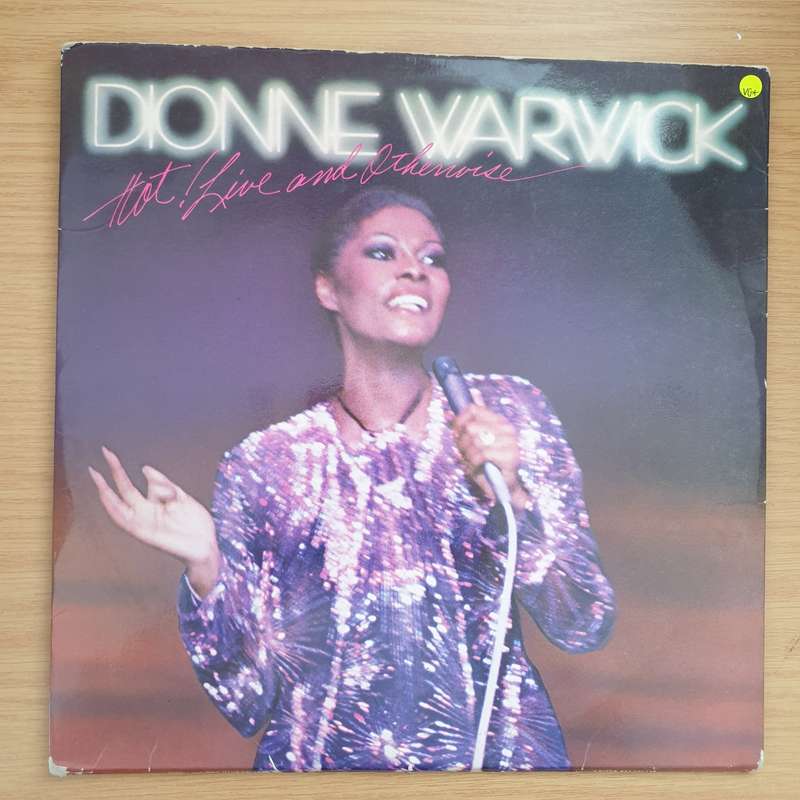 DIONNE WARWICK
VG+
Hot! Live and Otherwise